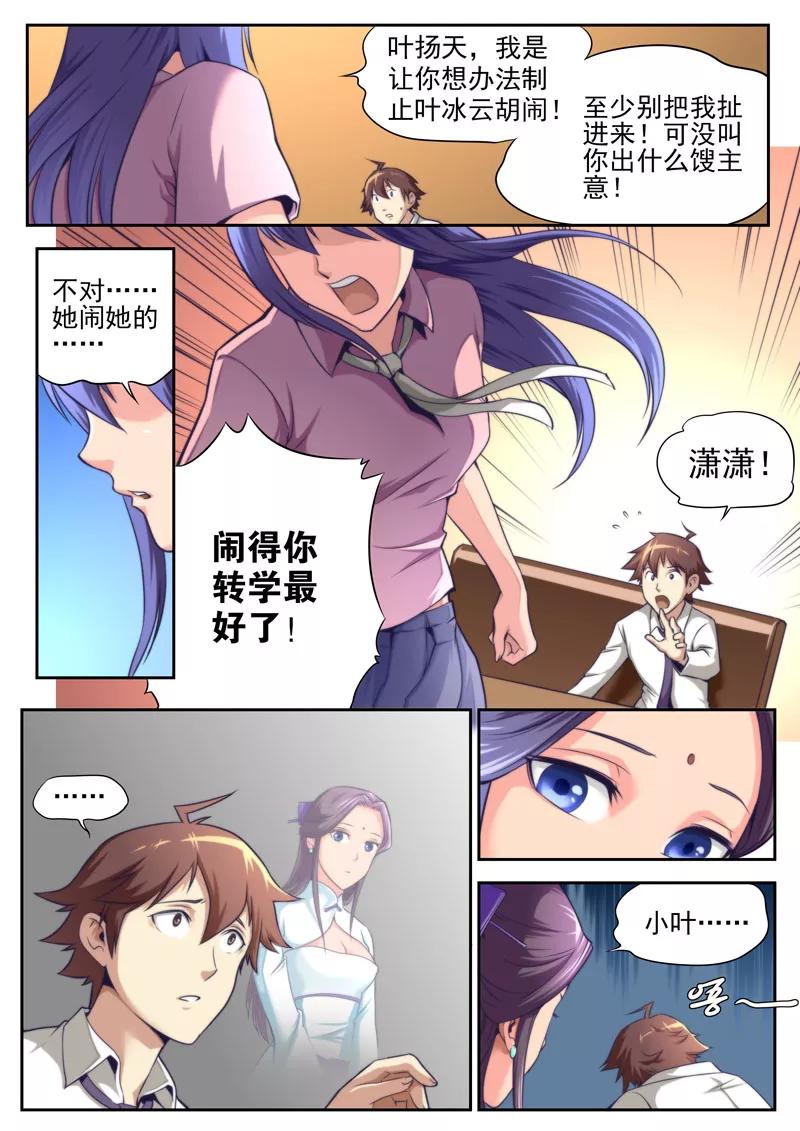 叶扬天，我是
让你想办法制
止叶冰云胡闹！
至少别把我扯
进来！可没叫
你出什么馊主
意！
不对……
她闹她的
……
闹得你
转学最
好了！
潇潇！
……
小叶……